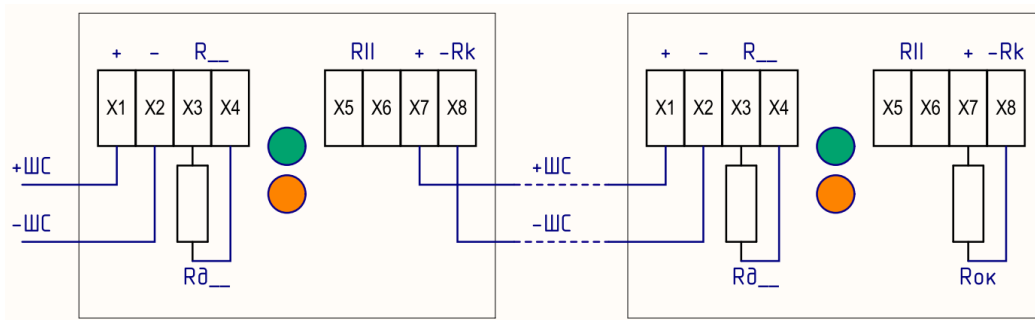 + - R__ RII + -Rk + - R__ RII + -Rk
X1 X2 X3 X4 X5 X6 X7 X8 X1 X2 X3 X4 X5 X6 X7 X8
+ШС +ШС
-ШС -ШС
Rд__ Rд__ Rок